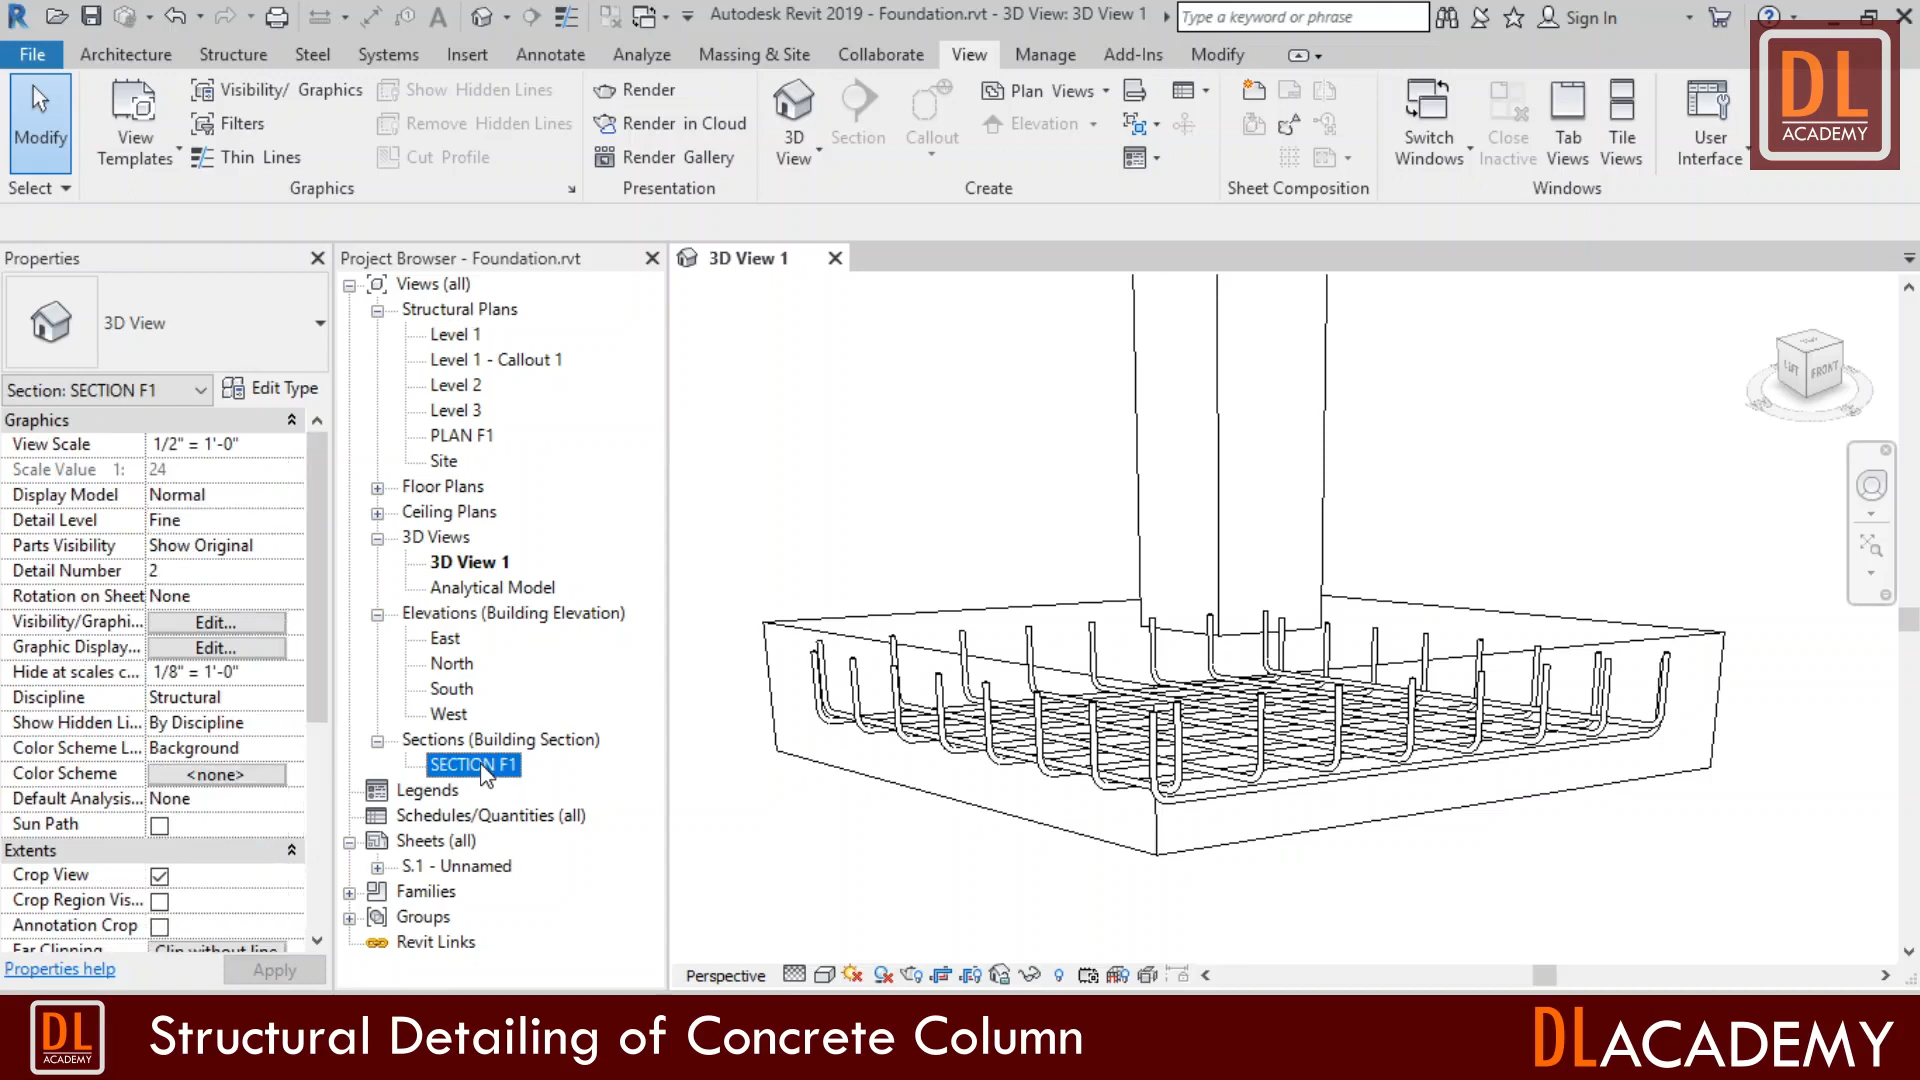 Autodesk Revit 2019 - Foundation.rvt - 3D View: 3D View 1
Type a keyword or phrase
Sign In
File Architecture Structure Steel Systems Insert Annotate Analyze Massing & Site Collaborate View Manage Add-Ins Modify
Modify
View Templates
Visibility/ Graphics
Filters
Thin Lines
Show Hidden Lines
Remove Hidden Lines
Cut Profile
Render
Render in Cloud
Render Gallery
3D View
Section
Callout
Plan Views
Elevation
Switch Windows
Close Inactive
Tab Views
Tile Views
User Interface
Select
Graphics
Presentation
Create
Sheet Composition
Windows
DL
ACADEMY
Properties
3D View
Section: SECTION F1
Edit Type
Graphics
View Scale 1/2" = 1'-0"
Scale Value 1: 24
Display Model Normal
Detail Level Fine
Parts Visibility Show Original
Detail Number 2
Rotation on Sheet None
Visibility/Graphi... Edit...
Graphic Display... Edit...
Hide at scales c... 1/8" = 1'-0"
Discipline Structural
Show Hidden Li... By Discipline
Color Scheme L... Background
Color Scheme <none>
Default Analysis... None
Sun Path
Extents
Crop View
Crop Region Vis...
Annotation Crop
Far Clipping Clip without line
Properties help
Apply
Project Browser - Foundation.rvt
Views (all)
Structural Plans
Level 1
Level 1 - Callout 1
Level 2
Level 3
PLAN F1
Site
Floor Plans
Ceiling Plans
3D Views
3D View 1
Analytical Model
Elevations (Building Elevation)
East
North
South
West
Sections (Building Section)
SECTION F1
Legends
Schedules/Quantities (all)
Sheets (all)
S.1 - Unnamed
Families
Groups
Revit Links
3D View 1
LEFT
FRONT
Perspective
DL
ACADEMY
Structural Detailing of Concrete Column
DLACADEMY